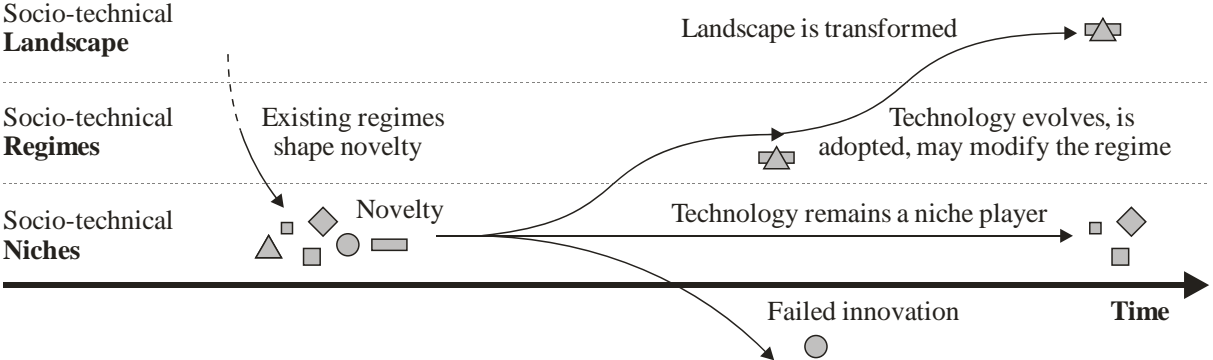 Socio-technical
Landscape
Landscape is transformed
Socio-technical
Regimes
Existing regimes
shape novelty
Technology evolves, is
adopted, may modify the regime
Socio-technical
Niches
Novelty
Technology remains a niche player
Failed innovation
Time